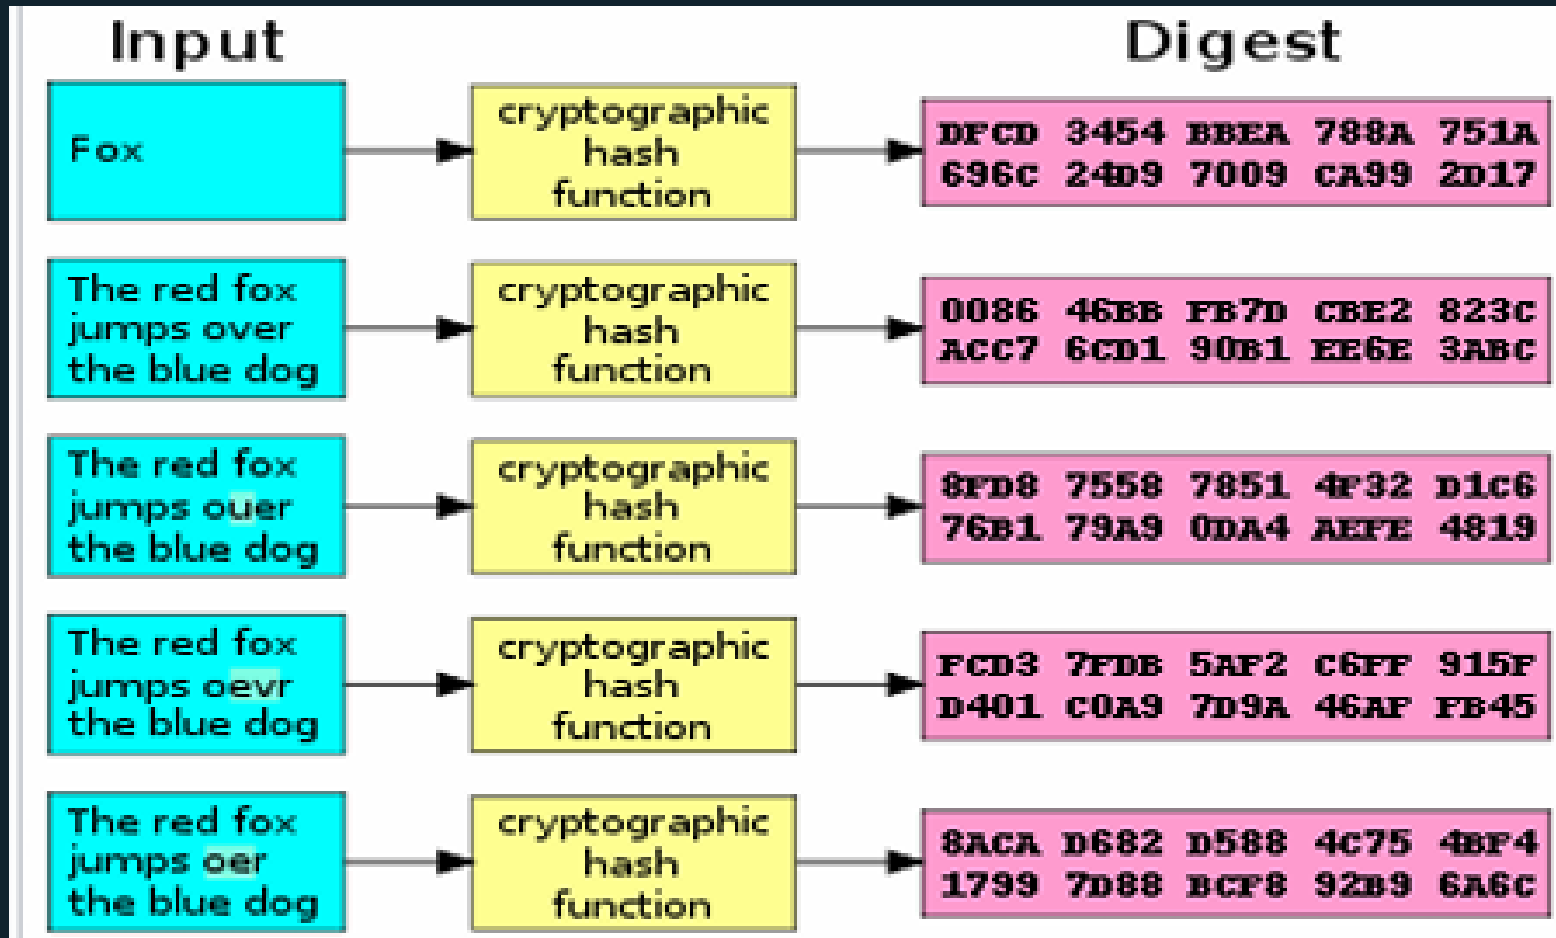 Input
Digest
Fox
cryptographic
hash
function
DFCD 3454 BBEA 788A 751A
696C 24D9 7009 CA99 2D17
The red fox
jumps over
the blue dog
cryptographic
hash
function
0086 46BB FB7D CBE2 823C
ACC7 6CD1 90B1 EE6E 3ABC
The red fox
jumps ouer
the blue dog
cryptographic
hash
function
8FD8 7558 7851 4F32 D1C6
76B1 79A9 0DA4 AEFE 4819
The red fox
jumps oevr
the blue dog
cryptographic
hash
function
FCD3 7FDB 5AF2 C6FF 915F
D401 C0A9 7D9A 46AF FB45
The red fox
jumps oer
the blue dog
cryptographic
hash
function
8ACA D682 D588 4C75 4BF4
1799 7D88 BCF8 92B9 6A6C